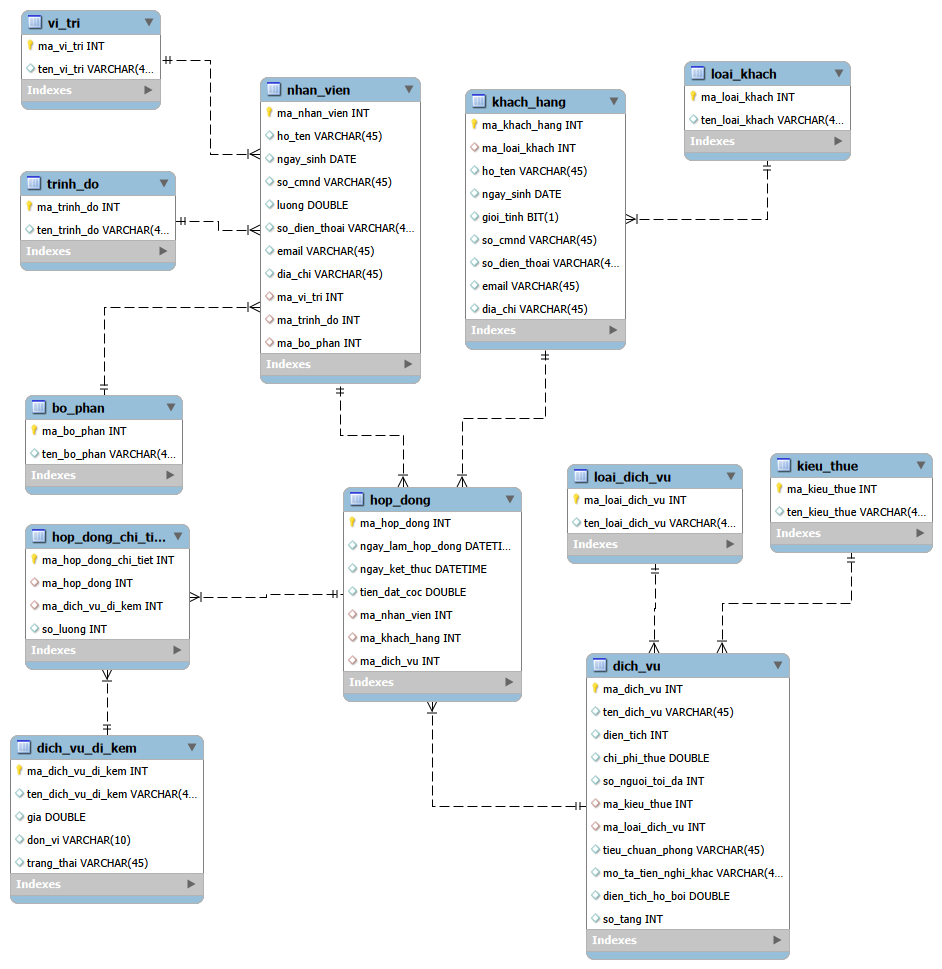 vi_tri
ma_vi_tri INT
ten_vi_tri VARCHAR(4...
Indexes
trinh_do
ma_trinh_do INT
ten_trinh_do VARCHAR(4...
Indexes
nhan_vien
ma_nhan_vien INT
ho_ten VARCHAR(45)
ngay_sinh DATE
so_cmnd VARCHAR(45)
luong DOUBLE
so_dien_thoai VARCHAR(4...
email VARCHAR(45)
dia_chi VARCHAR(45)
ma_vi_tri INT
ma_trinh_do INT
ma_bo_phan INT
Indexes
khach_hang
ma_khach_hang INT
ma_loai_khach INT
ho_ten VARCHAR(45)
ngay_sinh DATE
gioi_tinh BIT(1)
so_cmnd VARCHAR(45)
so_dien_thoai VARCHAR(4...
email VARCHAR(45)
dia_chi VARCHAR(45)
Indexes
loai_khach
ma_loai_khach INT
ten_loai_khach VARCHAR(4...
Indexes
bo_phan
ma_bo_phan INT
ten_bo_phan VARCHAR(4...
Indexes
hop_dong_chi_ti...
ma_hop_dong_chi_tiet INT
ma_hop_dong INT
ma_dich_vu_di_kem INT
so_luong INT
Indexes
hop_dong
ma_hop_dong INT
ngay_lam_hop_dong DATETI...
ngay_ket_thuc DATETIME
tien_dat_coc DOUBLE
ma_nhan_vien INT
ma_khach_hang INT
ma_dich_vu INT
Indexes
loai_dich_vu
ma_loai_dich_vu INT
ten_loai_dich_vu VARCHAR(4...
Indexes
kieu_thue
ma_kieu_thue INT
ten_kieu_thue VARCHAR(4...
Indexes
dich_vu_di_kem
ma_dich_vu_di_kem INT
ten_dich_vu_di_kem VARCHAR(4...
gia DOUBLE
don_vi VARCHAR(10)
trang_thai VARCHAR(45)
Indexes
dich_vu
ma_dich_vu INT
ten_dich_vu VARCHAR(45)
dien_tich INT
chi_phi_thue DOUBLE
so_nguoi_toi_da INT
ma_kieu_thue INT
ma_loai_dich_vu INT
tieu_chuan_phong VARCHAR(45)
mo_ta_tien_nghi_khac VARCHAR(4...
dien_tich_ho_boi DOUBLE
so_tang INT
Indexes